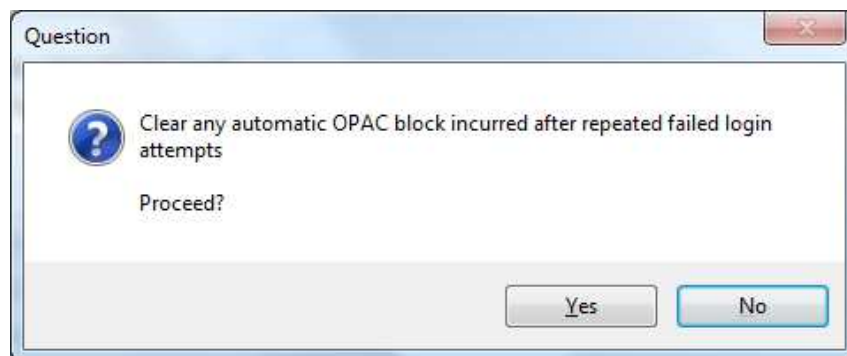 Question
Clear any automatic OPAC block incurred after repeated failed login
attempts
Proceed?
Yes
No